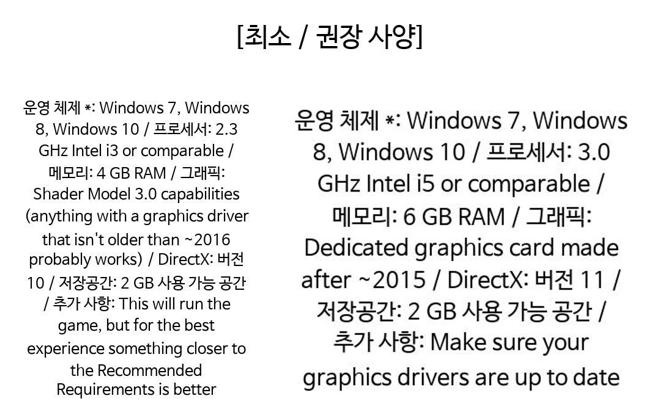 [최소 / 권장 사양]
운영 체제 *: Windows 7, Windows
8, Windows 10 / 프로세서: 2.3
GHz Intel i3 or comparable /
메모리: 4 GB RAM / 그래픽:
Shader Model 3.0 capabilities
(anything with a graphics driver
that isn't older than ~2016
probably works) / DirectX: 버전
10 / 저장공간: 2 GB 사용 가능 공간
/ 추가 사항: This will run the
game, but for the best
experience something closer to
the Recommended
Requirements is better
운영 체제 *: Windows 7, Windows
8, Windows 10 / 프로세서: 3.0
GHz Intel i5 or comparable /
메모리: 6 GB RAM / 그래픽:
Dedicated graphics card made
after ~2015 / DirectX: 버전 11 /
저장공간: 2 GB 사용 가능 공간 /
추가 사항: Make sure your
graphics drivers are up to date